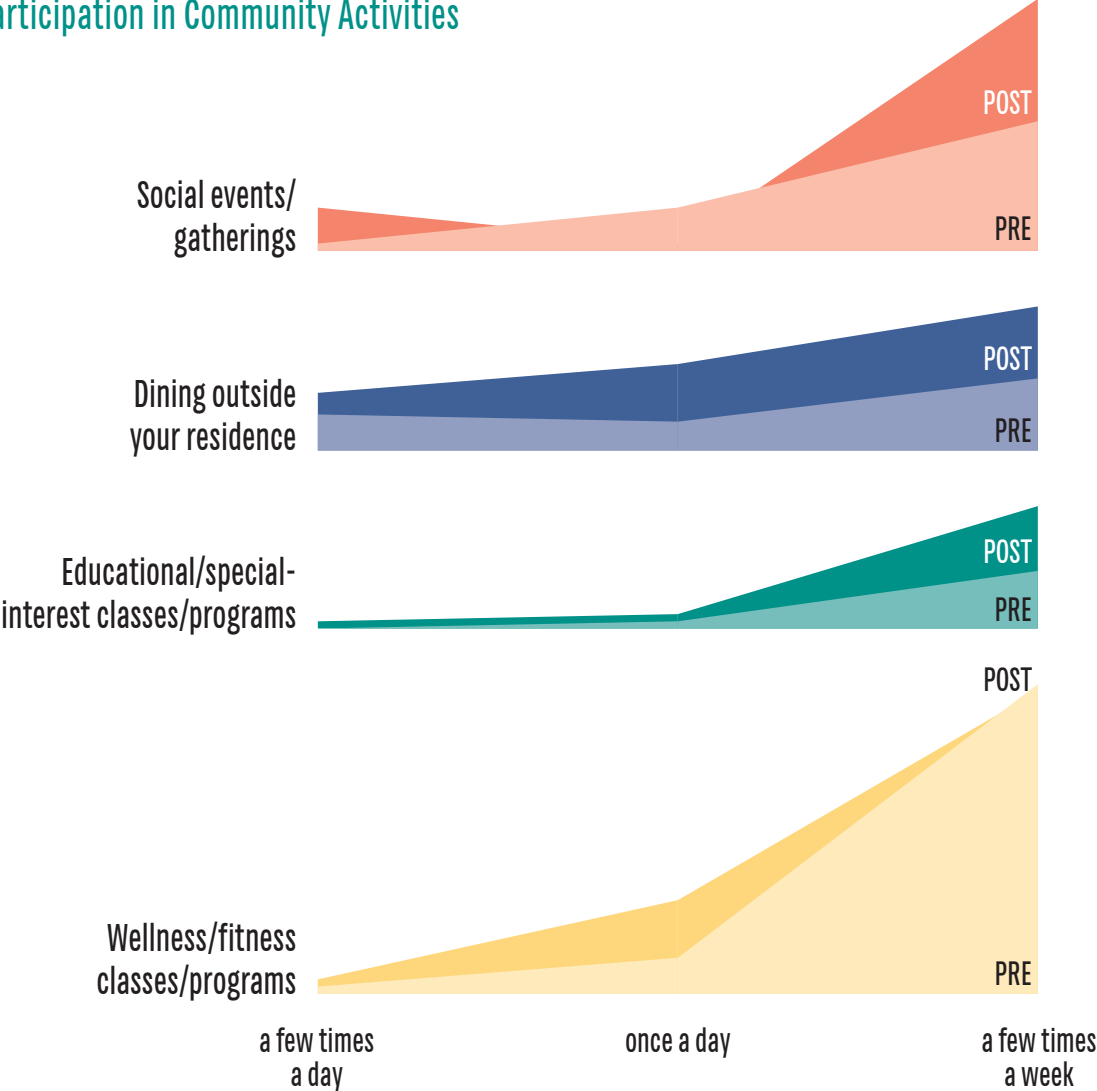 articipation in Community Activities
POST
Social events/
gatherings
PRE
POST
Dining outside
your residence
PRE
POST
Educational/special-
interest classes/programs
PRE
POST
Wellness/fitness
classes/programs
PRE
a few times
a day
once a day
a few times
a week